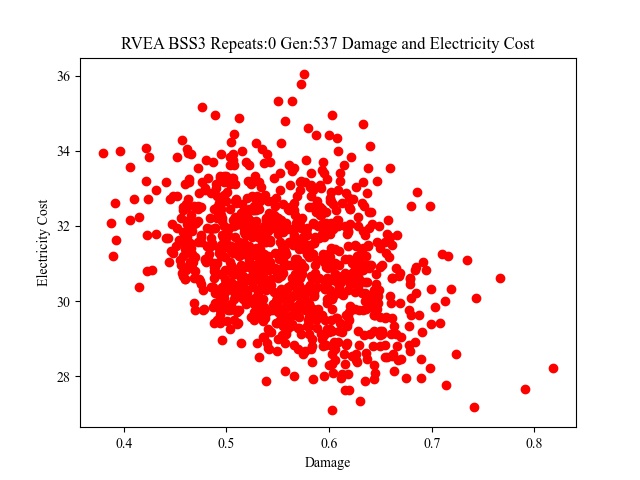 RVEA BSS3 Repeats:0 Gen:537 Damage and Electricity Cost
36
34
32
30
28
Electricity Cost
0.4 0.5 0.6 0.7 0.8
Damage